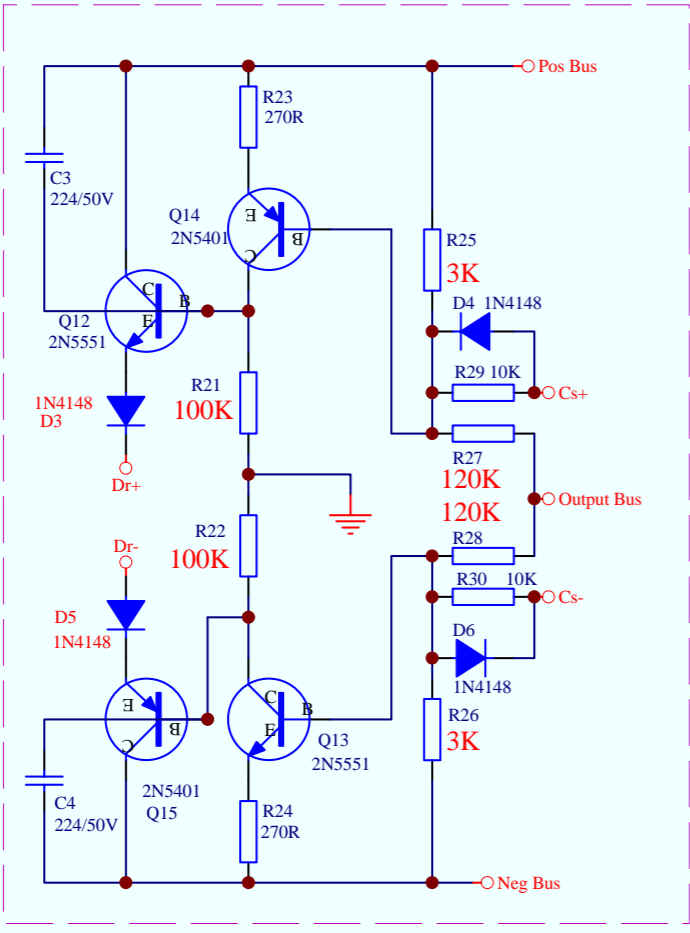 Pos Bus
R23
270R
C3
224/50V
Q14
2N5401
E
B
C
R25
3K
C
B
E
Q12
2N5551
D4 1N4148
R29 10K
Cs+
1N4148
D3
R21
100K
R27
120K
Dr+
Output Bus
120K
R28
R22
100K
Dr-
R30 10K
Cs-
D5
1N4148
D6
1N4148
E
B
C
C
B
E
R26
3K
Q13
2N5551
2N5401
Q15
C4
224/50V
R24
270R
Neg Bus